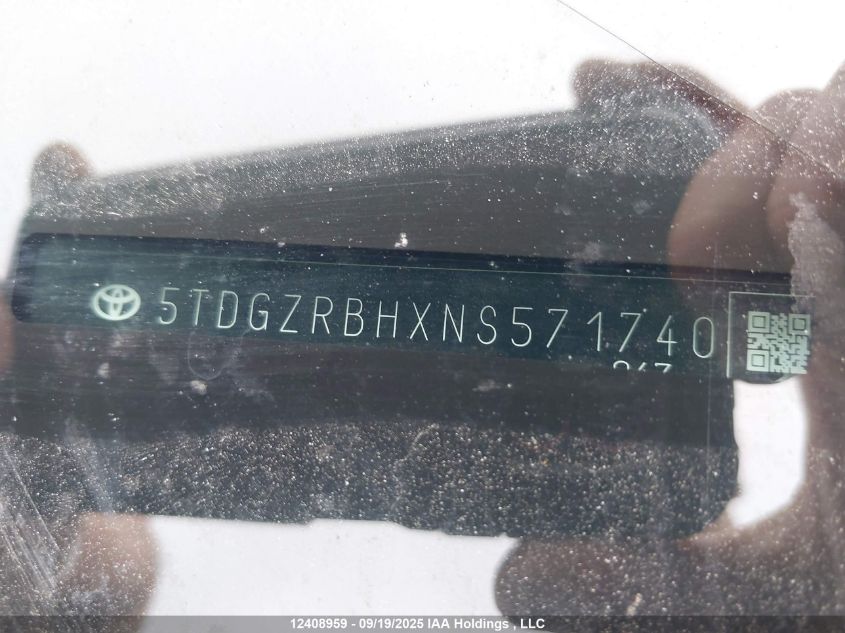 5TDGZRBHXNS571740
12408959 - 09/19/2025 IAA Holdings , LLC